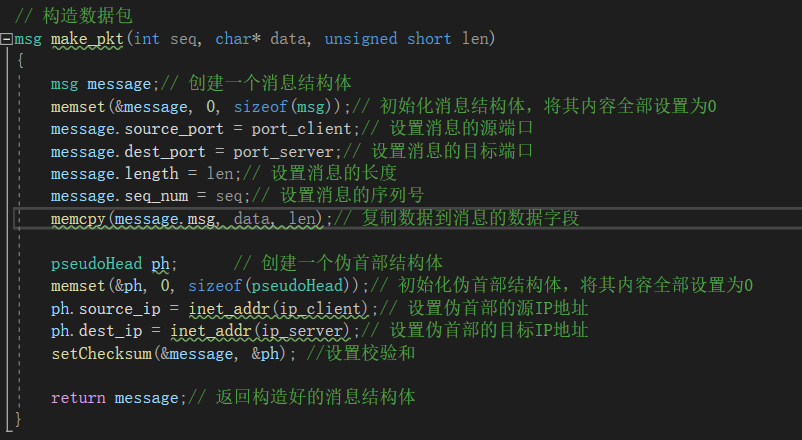 // 构造数据包
msg make_pkt(int seq, char* data, unsigned short len)
{
msg message;// 创建一个消息结构体
memset(&message, 0, sizeof(msg));// 初始化消息结构体，将其内容全部设置为0
message.source_port = port_client;// 设置消息的源端口
message.dest_port = port_server;// 设置消息的目标端口
message.length = len;// 设置消息的长度
message.seq_num = seq;// 设置消息的序列号
memcpy(message.msg, data, len);// 复制数据到消息的数据字段
pseudoHead ph;      // 创建一个伪首部结构体
memset(&ph, 0, sizeof(pseudoHead));// 初始化伪首部结构体，将其内容全部设置为0
ph.source_ip = inet_addr(ip_client);// 设置伪首部的源IP地址
ph.dest_ip = inet_addr(ip_server);// 设置伪首部的目标IP地址
setChecksum(&message, &ph); //设置校验和
return message;// 返回构造好的消息结构体
}